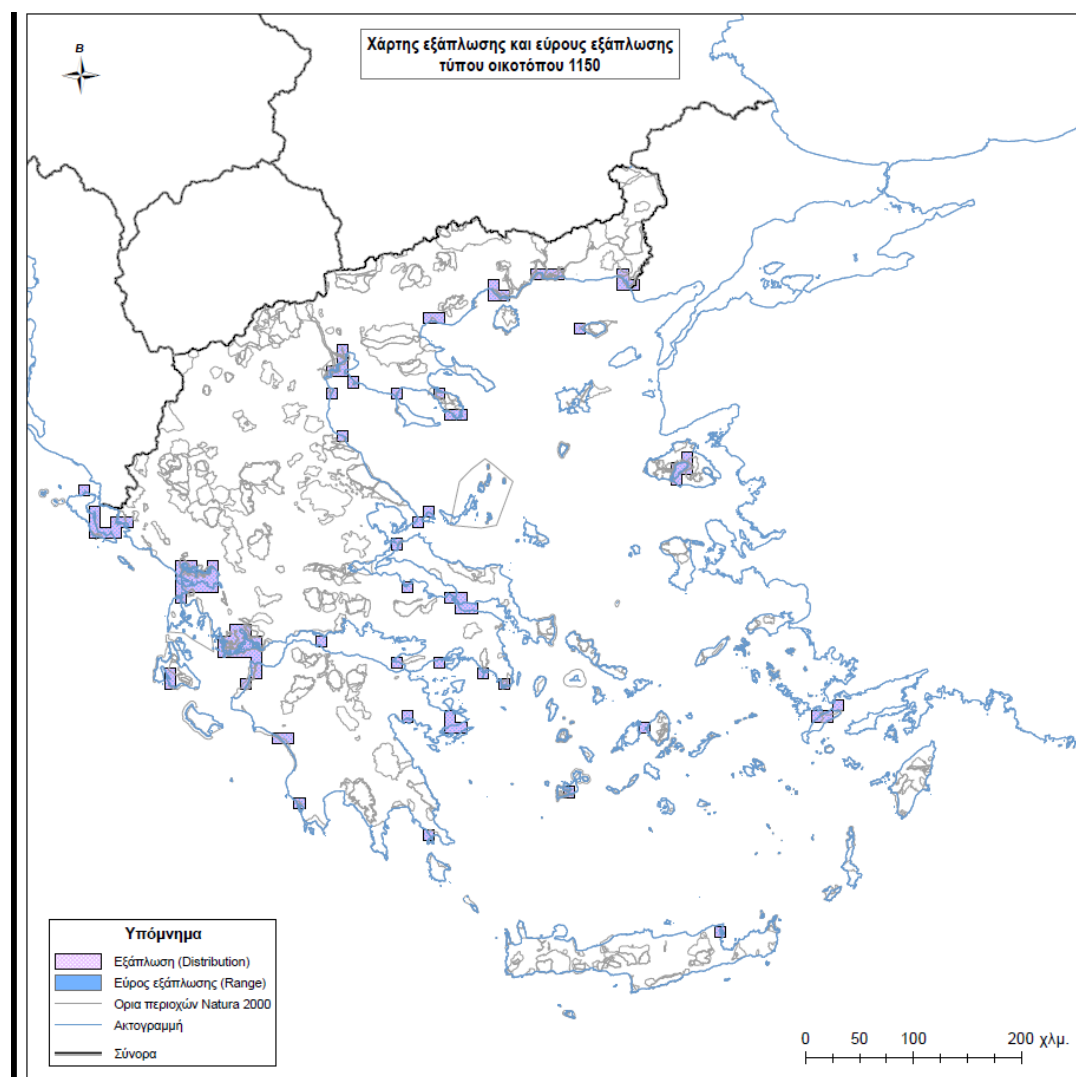 Χάρτης εξάπλωσης και εύρους εξάπλωσης
τύπου οικοτόπου 1150
Β
Υπόμνημα
Εξάπλωση (Distribution)
Εύρος εξάπλωσης (Range)
Ορια περιοχών Natura 2000
Ακτογραμμή
Σύνορα
0 50 100 200 χλμ.